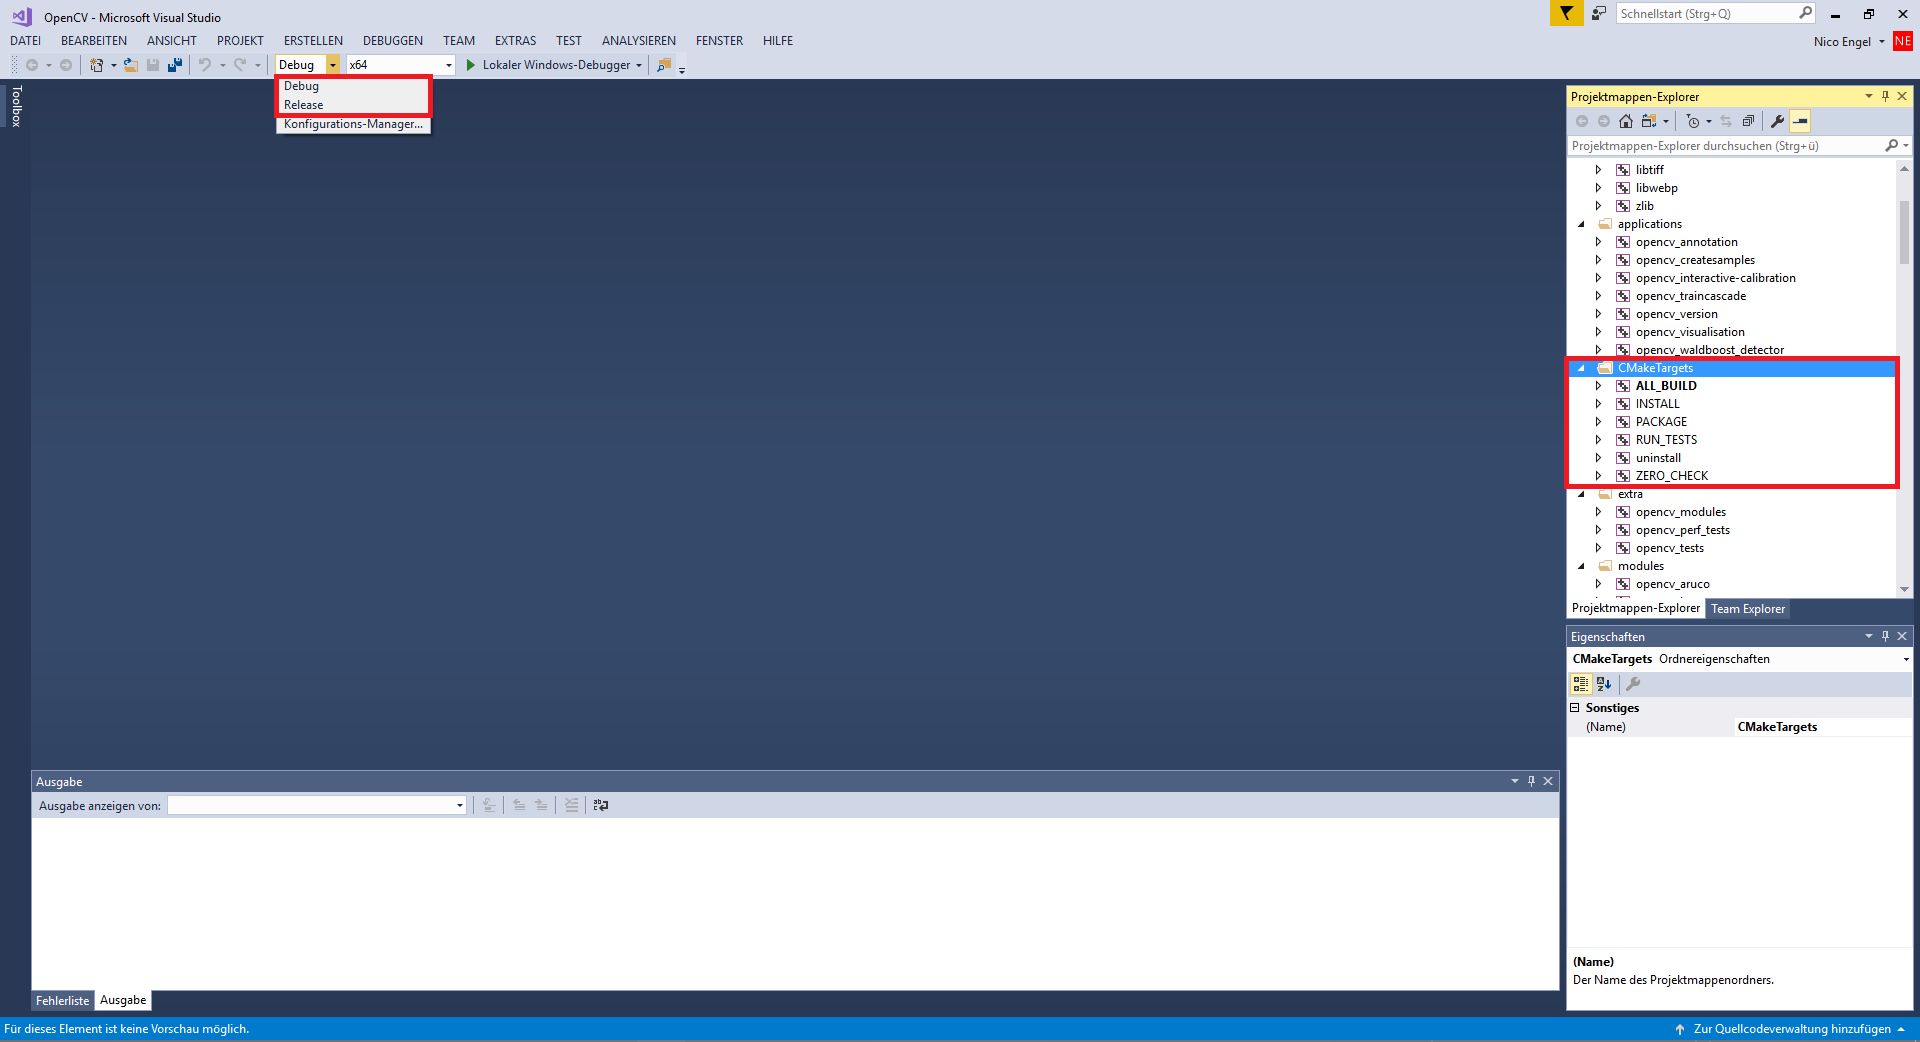 OpenCV - Microsoft Visual Studio
Schnellstart (Strg+Q)
DATEI BEARBEITEN ANSICHT PROJEKT ERSTELLEN DEBUGGEN TEAM EXTRAS TEST ANALYSIEREN FENSTER HILFE
Nico Engel NE
Debug x64 Lokaler Windows-Debugger
Debug
Release
Konfigurations-Manager...
Toolbox
Projektmappen-Explorer
Projektmappen-Explorer durchsuchen (Strg+ü)
libtiff
libwebp
zlib
applications
opencv_annotation
opencv_createsamples
opencv_interactive-calibration
opencv_traincascade
opencv_version
opencv_visualisation
opencv_waldboost_detector
CMakeTargets
ALL_BUILD
INSTALL
PACKAGE
RUN_TESTS
uninstall
ZERO_CHECK
extra
opencv_modules
opencv_perf_tests
opencv_tests
modules
opencv_aruco
Projektmappen-Explorer Team Explorer
Eigenschaften
CMakeTargets Ordnereigenschaften
Sonstiges
(Name) CMakeTargets
(Name)
Der Name des Projektmappenordners.
Ausgabe
Ausgabe anzeigen von:
Fehlerliste Ausgabe
Für dieses Element ist keine Vorschau möglich.
Zur Quellcodeverwaltung hinzufügen